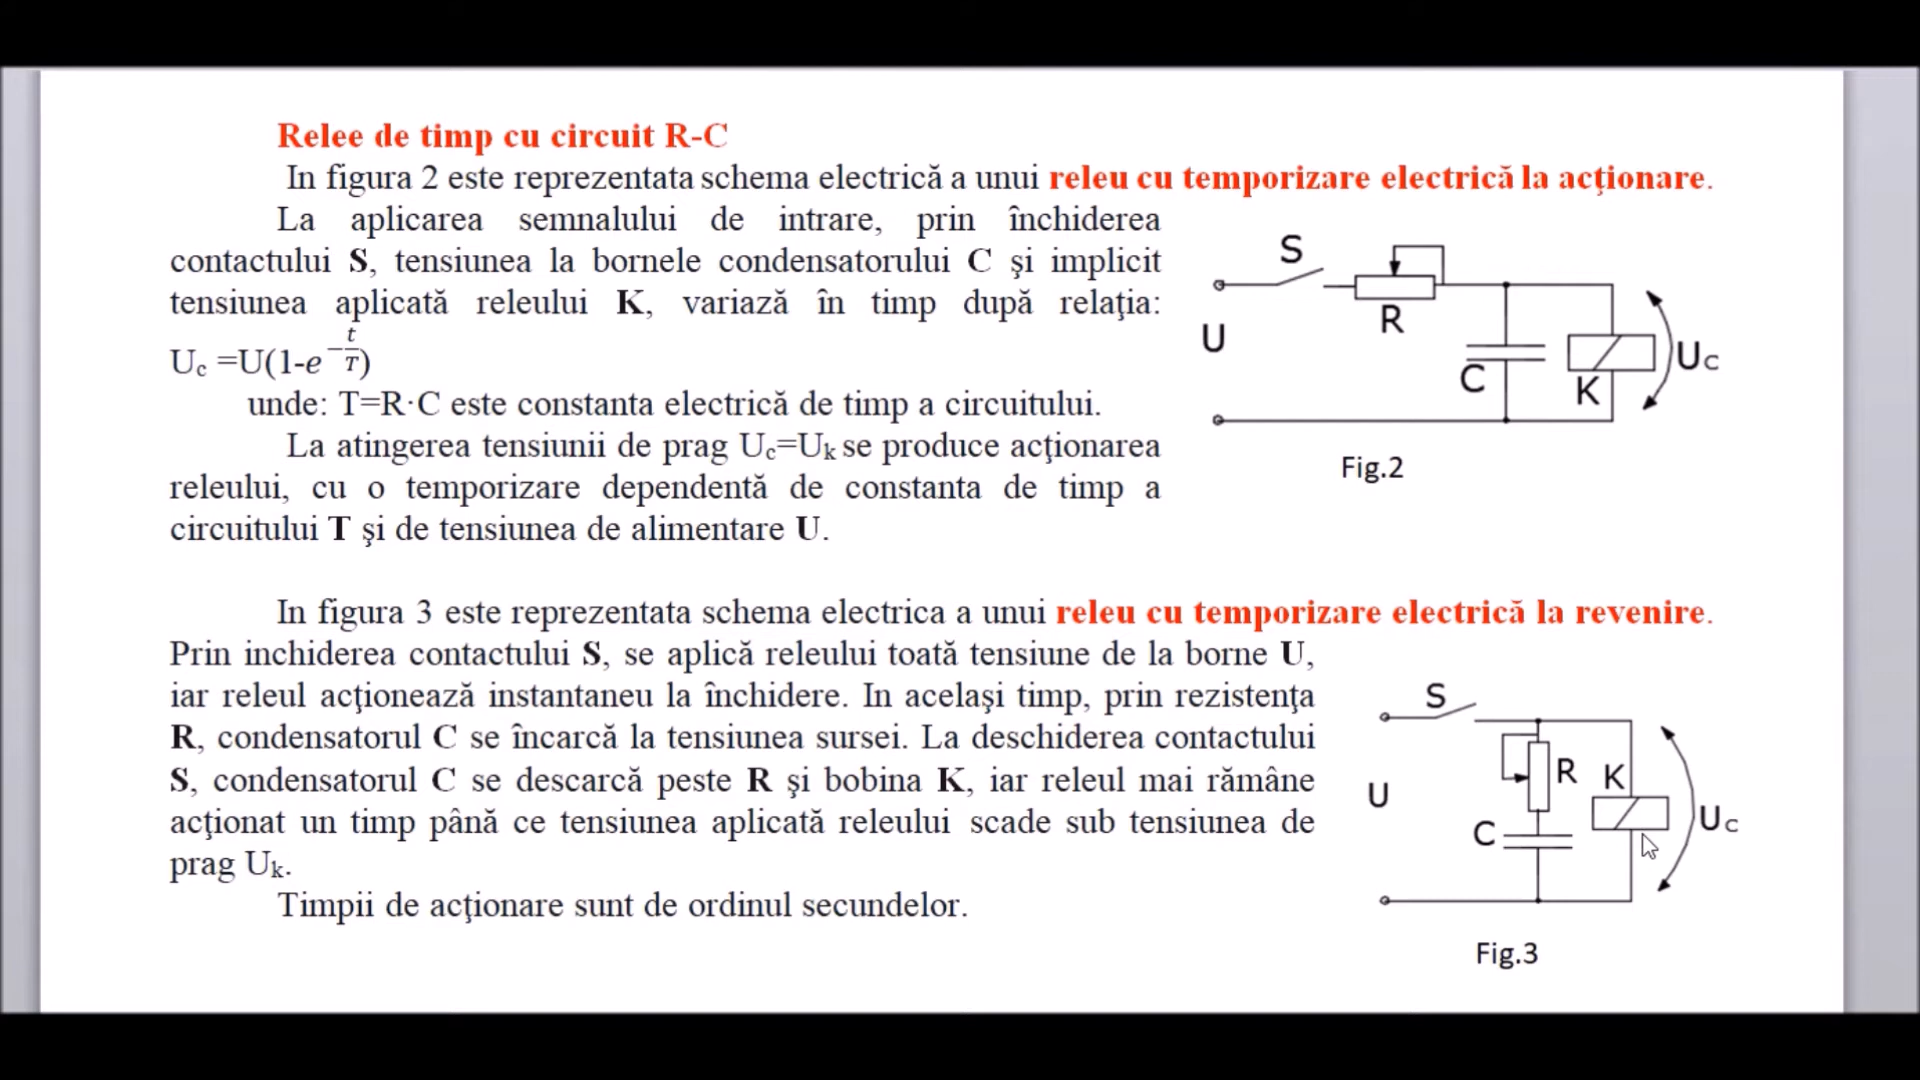 Relee de timp cu circuit R-C
In figura 2 este reprezentata schema electrică a unui releu cu temporizare electrică la acţionare.
La aplicarea semnalului de intrare, prin închiderea
contactului S, tensiunea la bornele condensatorului C şi implicit
tensiunea aplicată releului K, variază în timp după relaţia:
Uc =U(1-e^(-t/T))
unde: T=R·C este constanta electrică de timp a circuitului.
La atingerea tensiunii de prag Uc=Uk se produce acţionarea
releului, cu o temporizare dependentă de constanta de timp a
circuitului T şi de tensiunea de alimentare U.
S
R
U
C
K
Uc
Fig.2
In figura 3 este reprezentata schema electrica a unui releu cu temporizare electrică la revenire.
Prin inchiderea contactului S, se aplică releului toată tensiune de la borne U,
iar releul acţionează instantaneu la închidere. In acelaşi timp, prin rezistenţa
R, condensatorul C se încarcă la tensiunea sursei. La deschiderea contactului
S, condensatorul C se descarcă peste R şi bobina K, iar releul mai rămâne
acţionat un timp până ce tensiunea aplicată releului scade sub tensiunea de
prag Uk.
Timpii de acţionare sunt de ordinul secundelor.
S
R
K
U
C
Uc
Fig.3